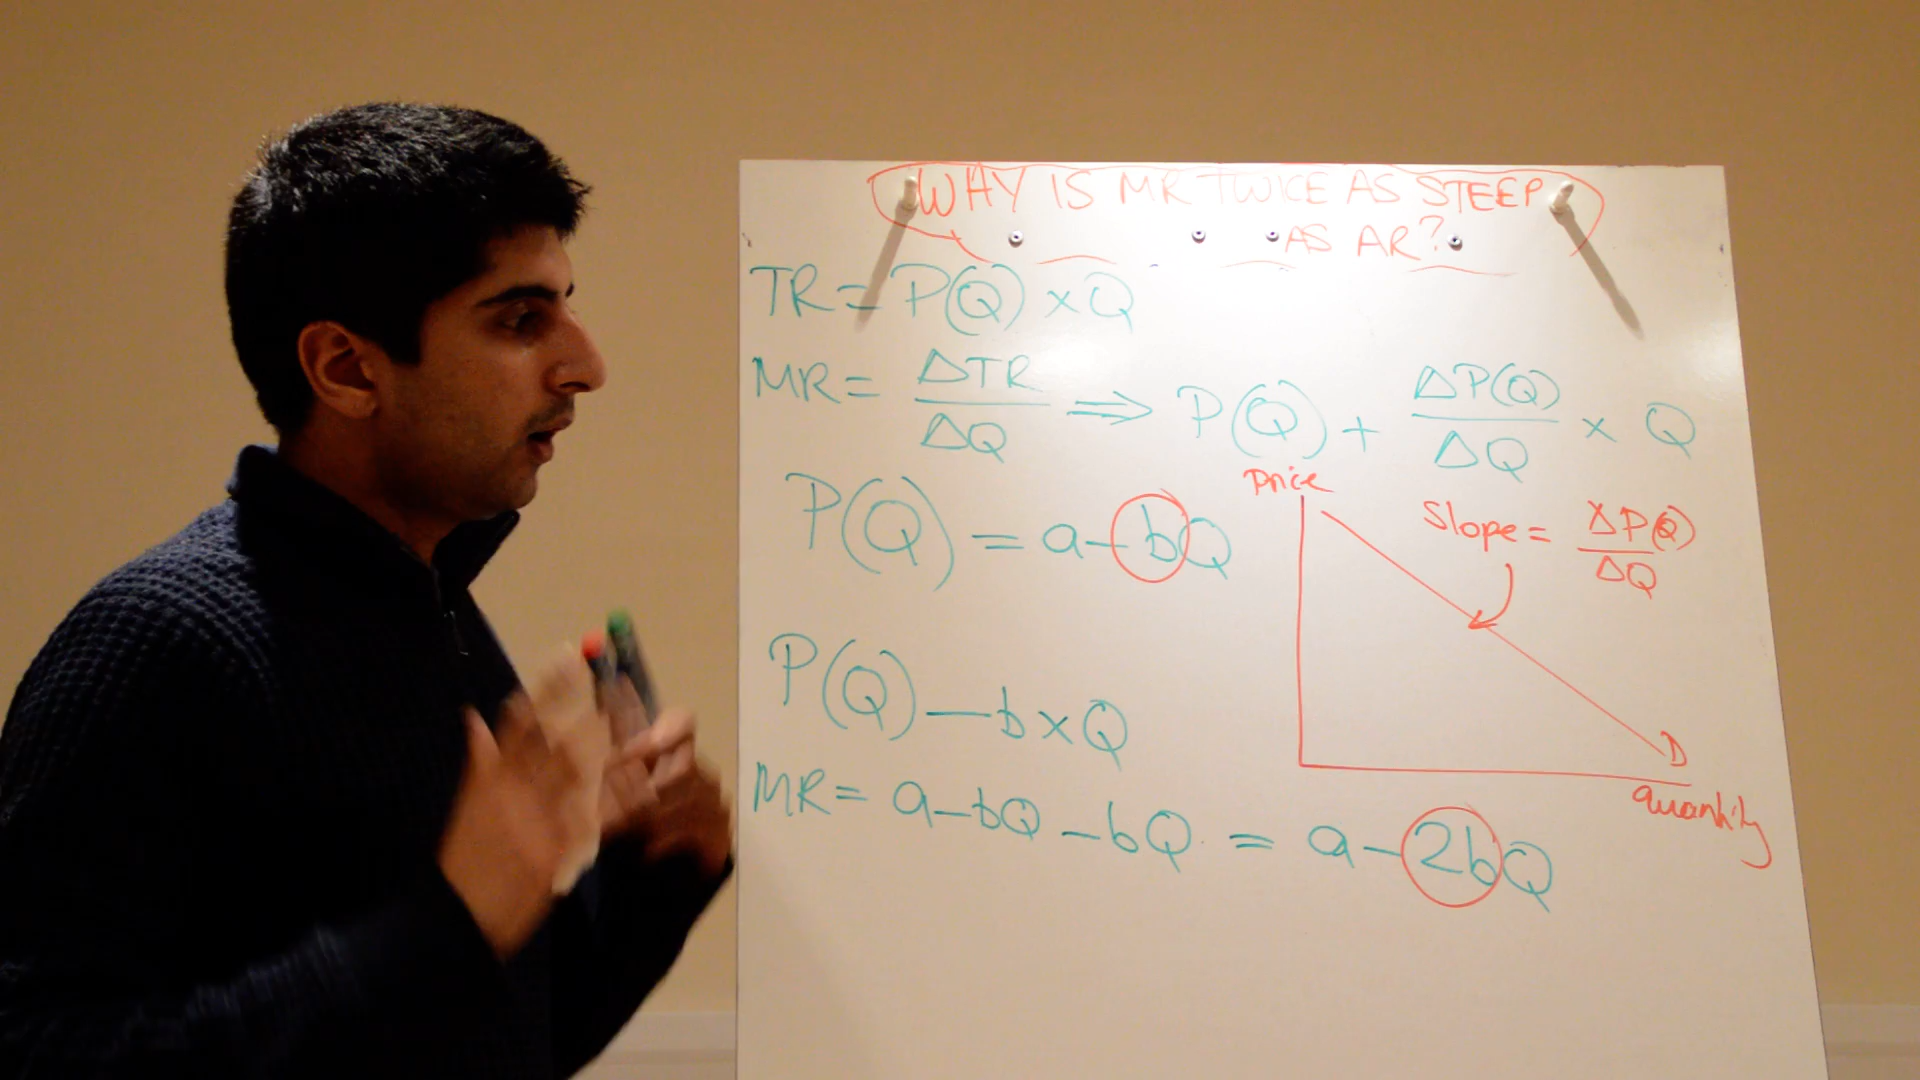 WHY IS MR TWICE AS STEEP
AS AR?
TR = P(Q) × Q
MR = ΔTR / ΔQ ⇒ P(Q) + ΔP(Q) / ΔQ × Q
P(Q) = a - bQ
Price
Slope = ΔP(Q) / ΔQ
P(Q) - b × Q
D
quantity
MR = a - bQ - bQ = a - 2bQ